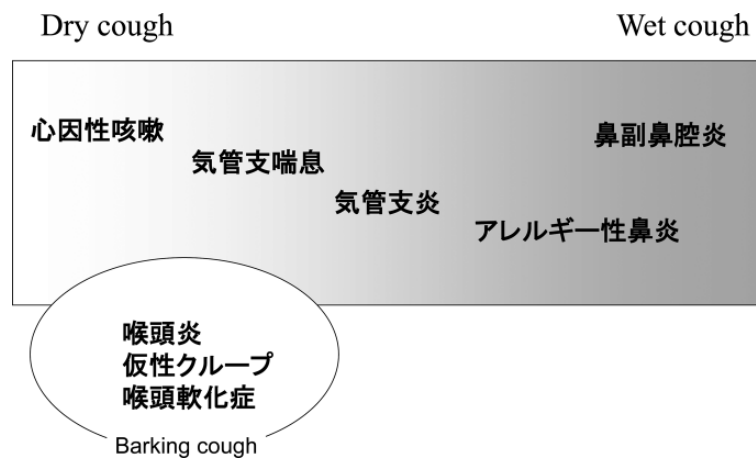 Dry cough
Wet cough
心因性咳嗽
鼻副鼻腔炎
気管支喘息
気管支炎
アレルギー性鼻炎
喉頭炎
仮性クループ
喉頭軟化症
Barking cough